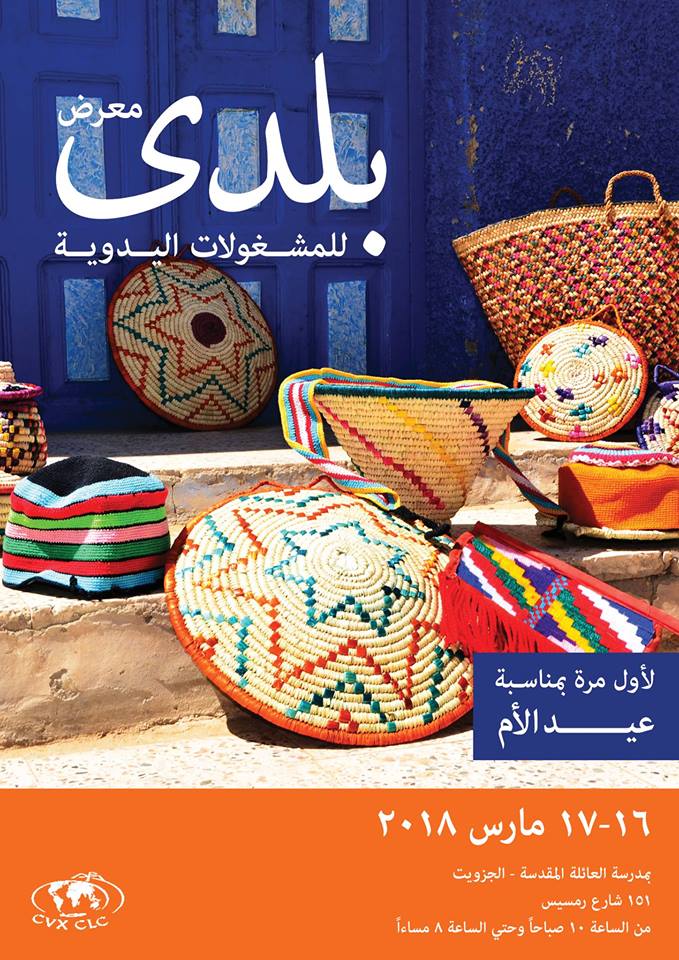 معرض
بلدى
للمشغولات اليدوية
لأول مرة بمناسبة
عيد الأم
١٦-١٧ مارس ٢٠١٨
بمدرسة العائلة المقدسة - الجزويت
١٥١ شارع رمسيس
من الساعة ١٠ صباحاً وحتي الساعة ٨ مساءاً
CVX CLC